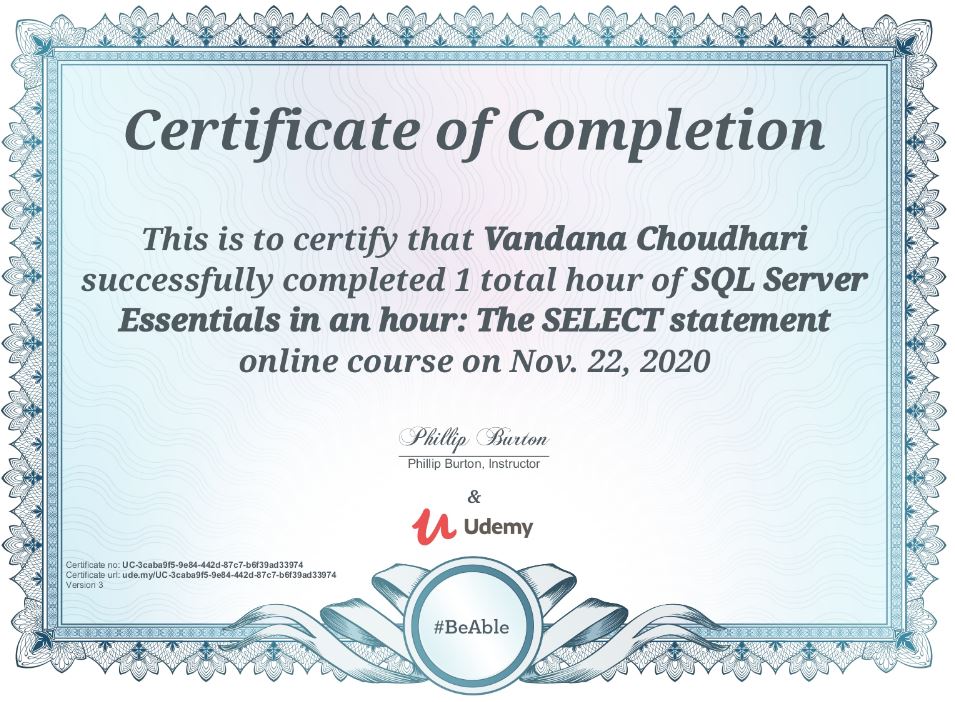 Certificate of Completion
This is to certify that Vandana Choudhari
successfully completed 1 total hour of SQL Server
Essentials in an hour: The SELECT statement
online course on Nov. 22, 2020
Phillip Burton
Phillip Burton, Instructor
&
Udemy
Certificate no: UC-3caba9f5-9e84-442d-87c7-b6f39ad33974
Certificate url: ude.my/UC-3caba9f5-9e84-442d-87c7-b6f39ad33974
Version 3
#BeAble